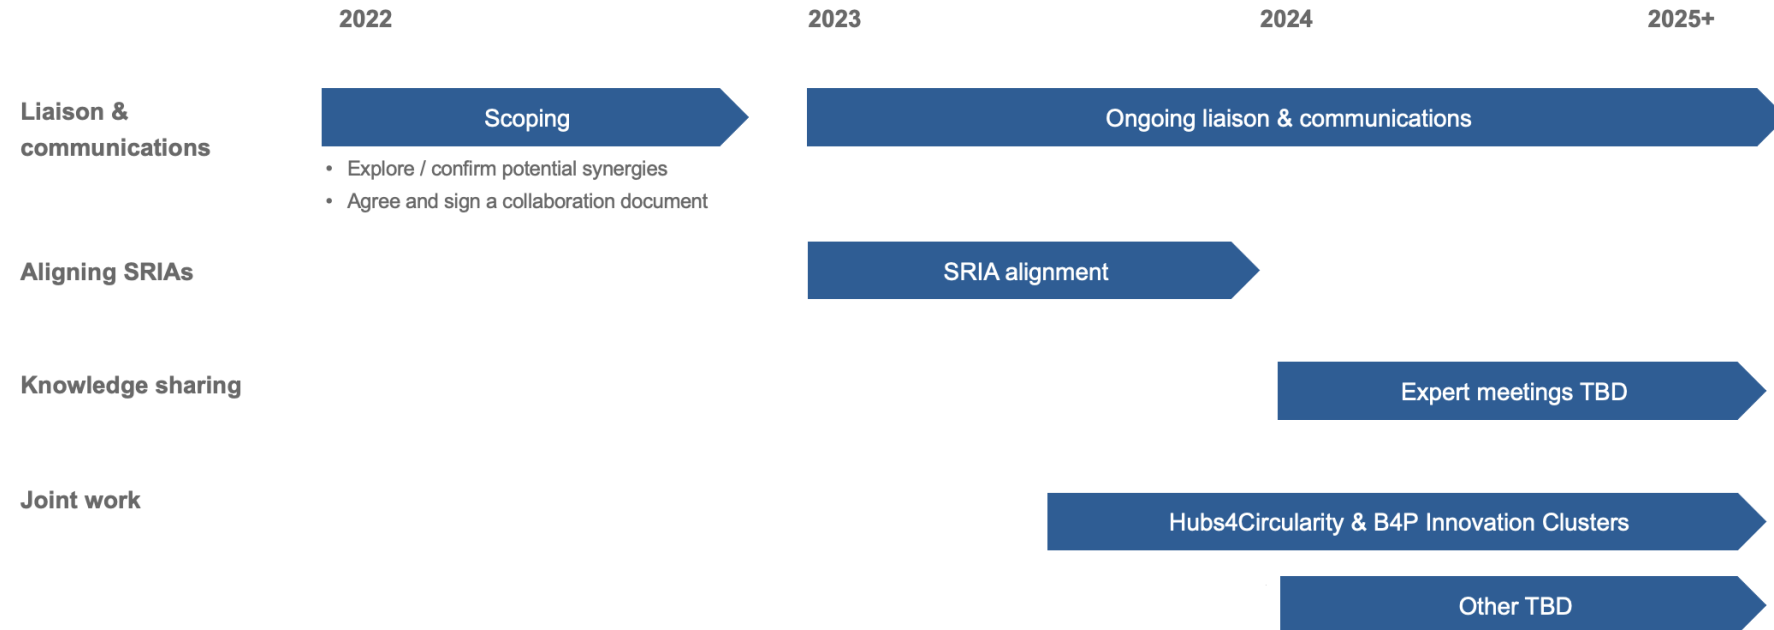 2022
2023
2024
2025+
Liaison &
communications
Scoping
Ongoing liaison & communications
• Explore / confirm potential synergies
• Agree and sign a collaboration document
Aligning SRIAs
SRIA alignment
Knowledge sharing
Expert meetings TBD
Joint work
Hubs4Circularity & B4P Innovation Clusters
Other TBD